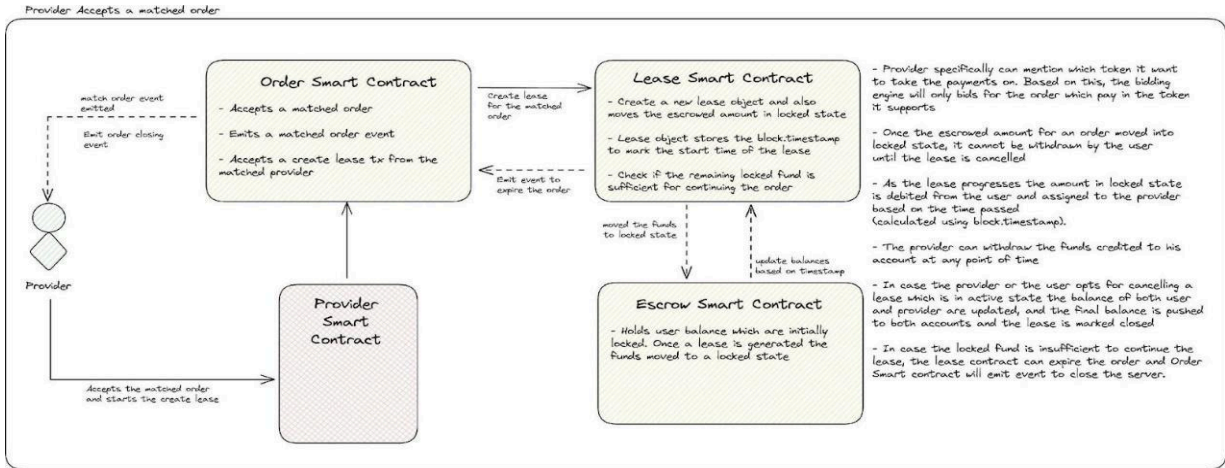 Provider Accepts a matched order
match order event
emitted
Emit order closing
event
Provider
Accepts the matched order
and starts the create lease
Order Smart Contract
- Accepts a matched order
- Emits a matched order event
- Accepts a create lease tx from the
matched provider
Provider
Smart
Contract
Create lease
for the matched
order
Emit event to
expire the order
Lease Smart Contract
- Create a new lease object and also
moves the escrowed amount in locked state
- Lease object stores the block.timestamp
to mark the start time of the lease
- Check if the remaining locked fund is
sufficient for continuing the order
moved the funds
to locked state
update balances
based on timestamp
Escrow Smart Contract
- Holds user balance which are initially
locked. Once a lease is generated the
funds moved to a locked state
- Provider specifically can mention which token it want
to take the payments on. Based on this, the bidding
engine will only bids for the order which pay in the token
it supports
- Once the escrowed amount for an order moved into
locked state, it cannot be withdrawn by the user
until the lease is cancelled
- As the lease progresses the amount in locked state
is debited from the user and assigned to the provider
based on the time passed
(calculated using block.timestamp).
- The provider can withdraw the funds credited to his
account at any point of time
- In case the provider or the user opts for cancelling a
lease which is in active state the balance of both user
and provider are updated, and the final balance is pushed
to both accounts and the lease is marked closed
- In case the locked fund is insufficient to continue the
lease, the lease contract can expire the order and Order
Smart contract will emit event to close the server.